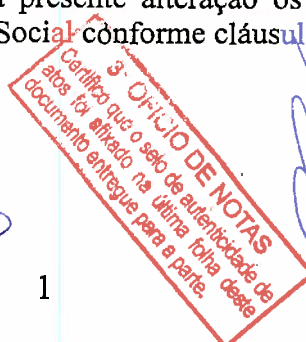 presente alteração os
Social conforme cláusul
3º OFÍCIO DE NOTAS
Certifico que o selo de autenticidade de
atos foi afixado na última folha deste
documento entregue para a parte.
1